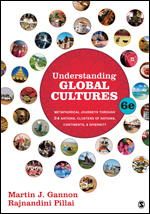 Understanding
GLOBAL
CULTURES
6e
METAPHORICAL JOURNEYS THROUGH
34 NATIONS, CLUSTERS OF NATIONS,
CONTINENTS, & DIVERSITY
Martin J. Gannon
Rajnandini Pillai
SAGE